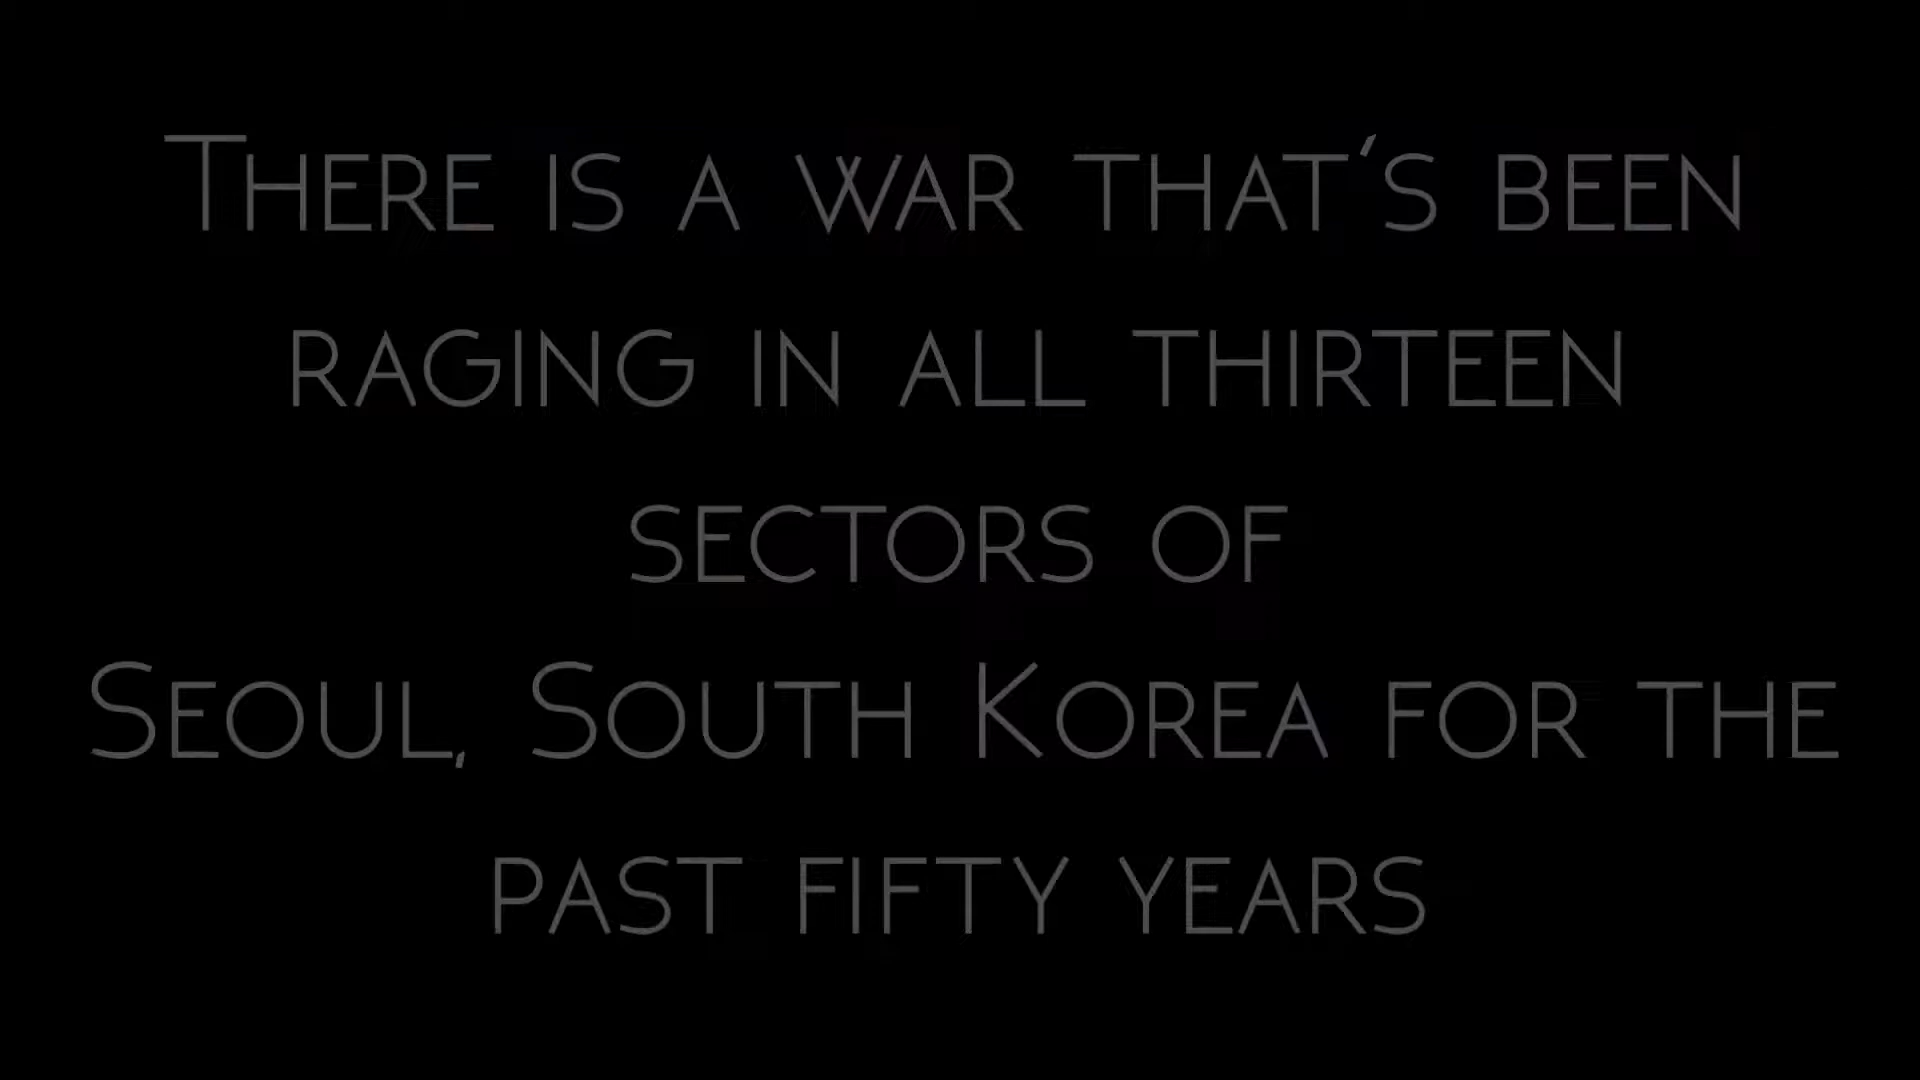 There is a war that's been
raging in all thirteen
sectors of
Seoul, South Korea for the
past fifty years